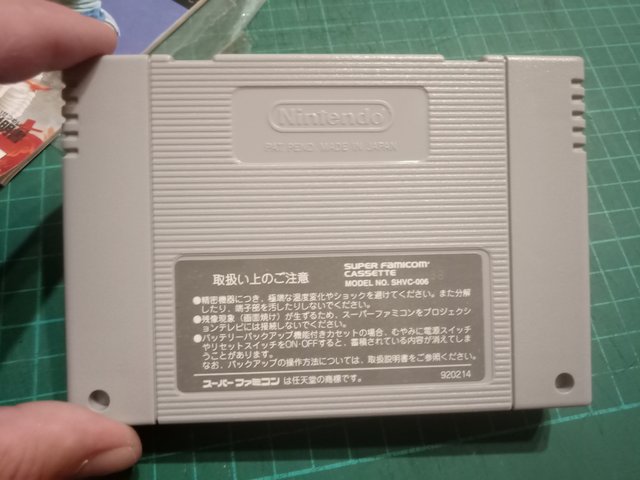 Nintendo
PAT. PEND. MADE IN JAPAN
取扱い上のご注意
SUPER FAMICOM
CASSETTE
MODEL NO. SHVC-006
●精密機器につき、極端な温度変化やショックを避けてください。また分解
したり、端子部を汚したりしないでください。
●残像現象(画面焼け)が生ずるため、スーパーファミコンをプロジェク
ションテレビには接続しないでください。
●バッテリーバックアップ機能付きカセットの場合、むやみに電源スイッチ
やリセットスイッチをON・OFFすると、蓄積されている内容が消えてしま
うことがあります。
なお、バックアップの操作方法については、取扱説明書をご参照ください。
スーパーファミコン は任天堂の商標です。
920214